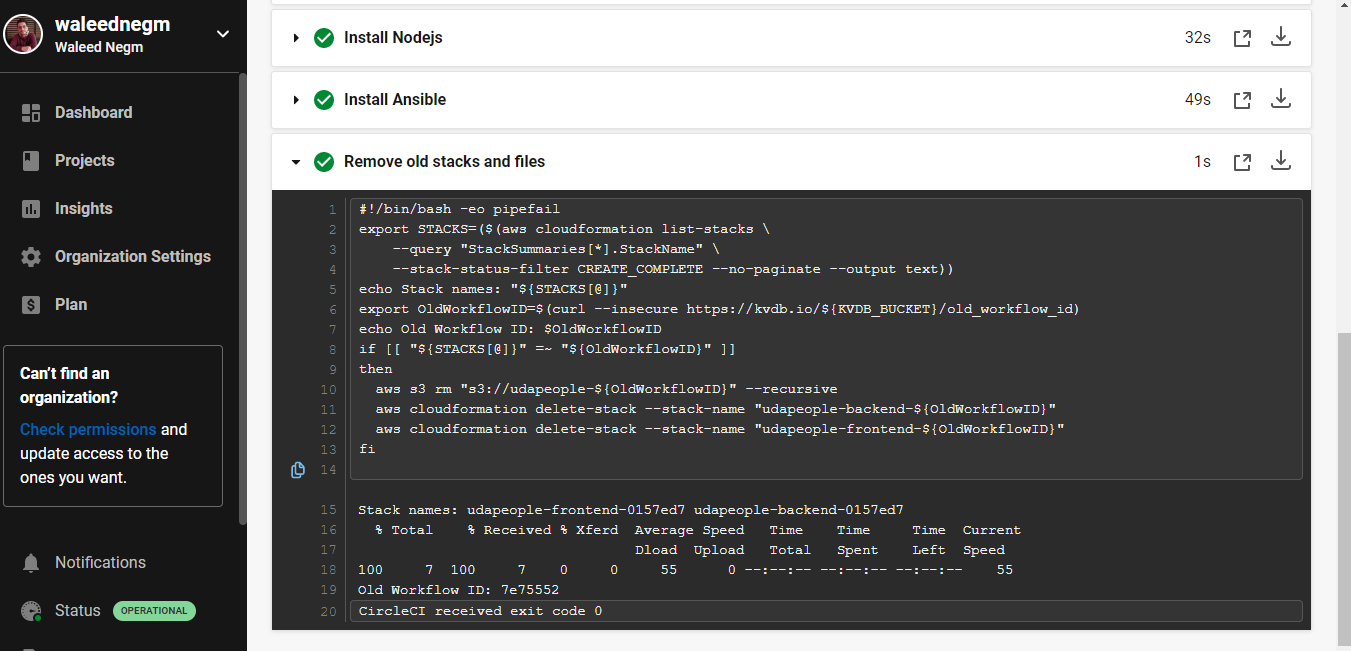 waleednegm
Waleed Negm
Dashboard
Projects
Insights
Organization Settings
Plan
Can't find an
organization?
Check permissions and
update access to the
ones you want.
Notifications
Status OPERATIONAL
Install Nodejs 32s
Install Ansible 49s
Remove old stacks and files 1s
1 #!/bin/bash -eo pipefail
2 export STACKS=($(aws cloudformation list-stacks \
3     --query "StackSummaries[*].StackName" \
4     --stack-status-filter CREATE_COMPLETE --no-paginate --output text))
5 echo Stack names: "${STACKS[@]}"
6 export OldWorkflowID=$(curl --insecure https://kvdb.io/${KVDB_BUCKET}/old_workflow_id)
7 echo Old Workflow ID: $OldWorkflowID
8 if [[ "${STACKS[@]}" =~ "${OldWorkflowID}" ]]
9 then
10   aws s3 rm "s3://udapeople-${OldWorkflowID}" --recursive
11   aws cloudformation delete-stack --stack-name "udapeople-backend-${OldWorkflowID}"
12   aws cloudformation delete-stack --stack-name "udapeople-frontend-${OldWorkflowID}"
13 fi
14
15 Stack names: udapeople-frontend-0157ed7 udapeople-backend-0157ed7
16   % Total    % Received % Xferd  Average Speed   Time    Time     Time  Current
17                                  Dload  Upload   Total   Spent    Left  Speed
18 100     7  100     7    0     0     55      0 --:--:-- --:--:-- --:--:--    55
19 Old Workflow ID: 7e75552
20 CircleCI received exit code 0